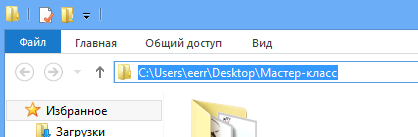 Файл Главная Общий доступ Вид
C:\Users\eerr\Desktop\Мастер-класс
Избранное
Загрузки